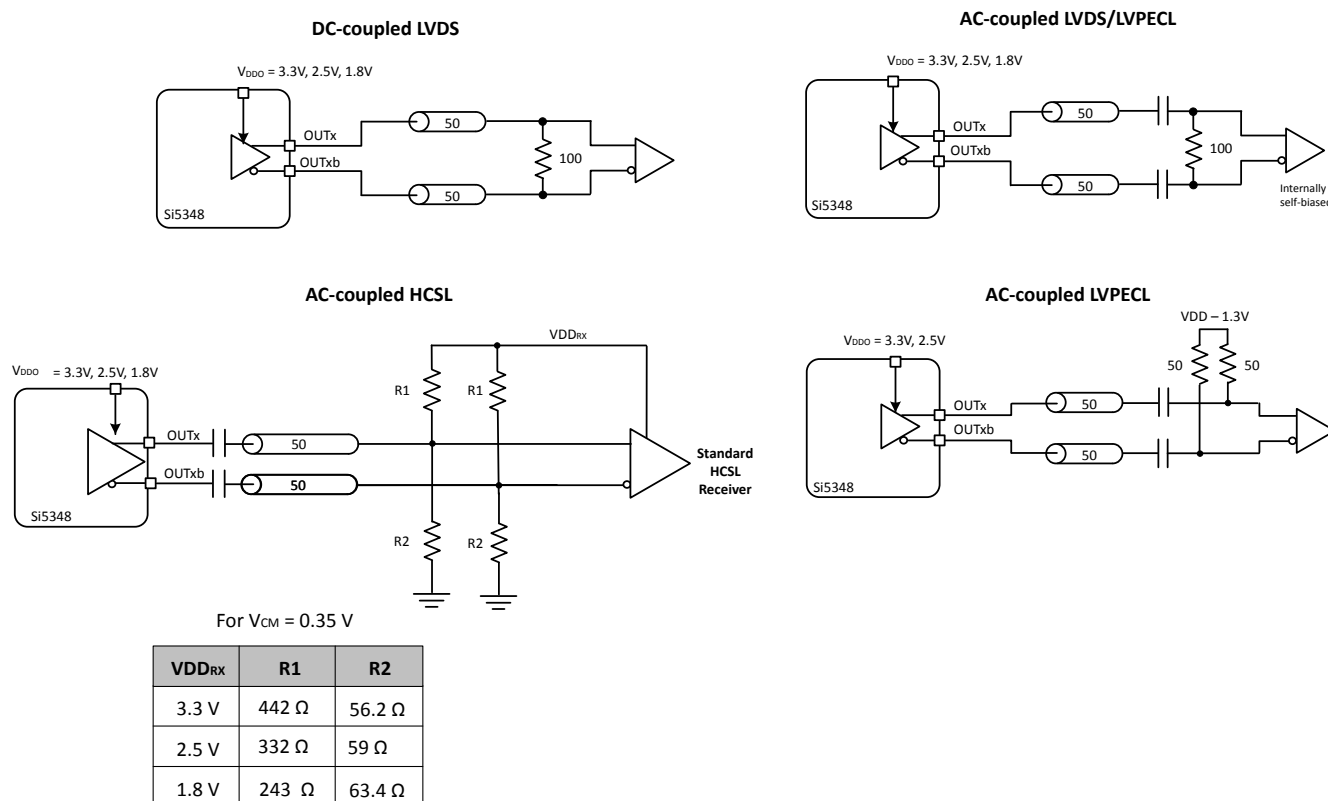 DC-coupled LVDS
VDDO = 3.3V, 2.5V, 1.8V
OUTx
OUTxb
50
50
100
Si5348
AC-coupled LVDS/LVPECL
VDDO = 3.3V, 2.5V, 1.8V
OUTx
OUTxb
50
50
100
Internally
self-biased
Si5348
AC-coupled HCSL
VDDRX
VDDO = 3.3V, 2.5V, 1.8V
R1
R1
OUTx
50
OUTxb
50
Standard
HCSL
Receiver
Si5348
R2
R2
For VCM = 0.35 V
VDDRX R1 R2
3.3 V 442 Ω 56.2 Ω
2.5 V 332 Ω 59 Ω
1.8 V 243 Ω 63.4 Ω
AC-coupled LVPECL
VDD – 1.3V
VDDO = 3.3V, 2.5V
50
50
OUTx
50
OUTxb
50
Si5348